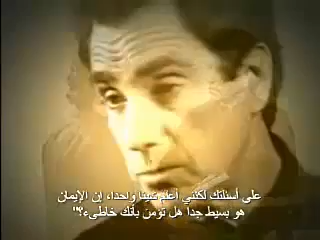 على أسئلتك لكنني أعلم شيئا واحدا، إن الإيمان
هو بسيط جدا هل تؤمن بأنك خاطىء؟"